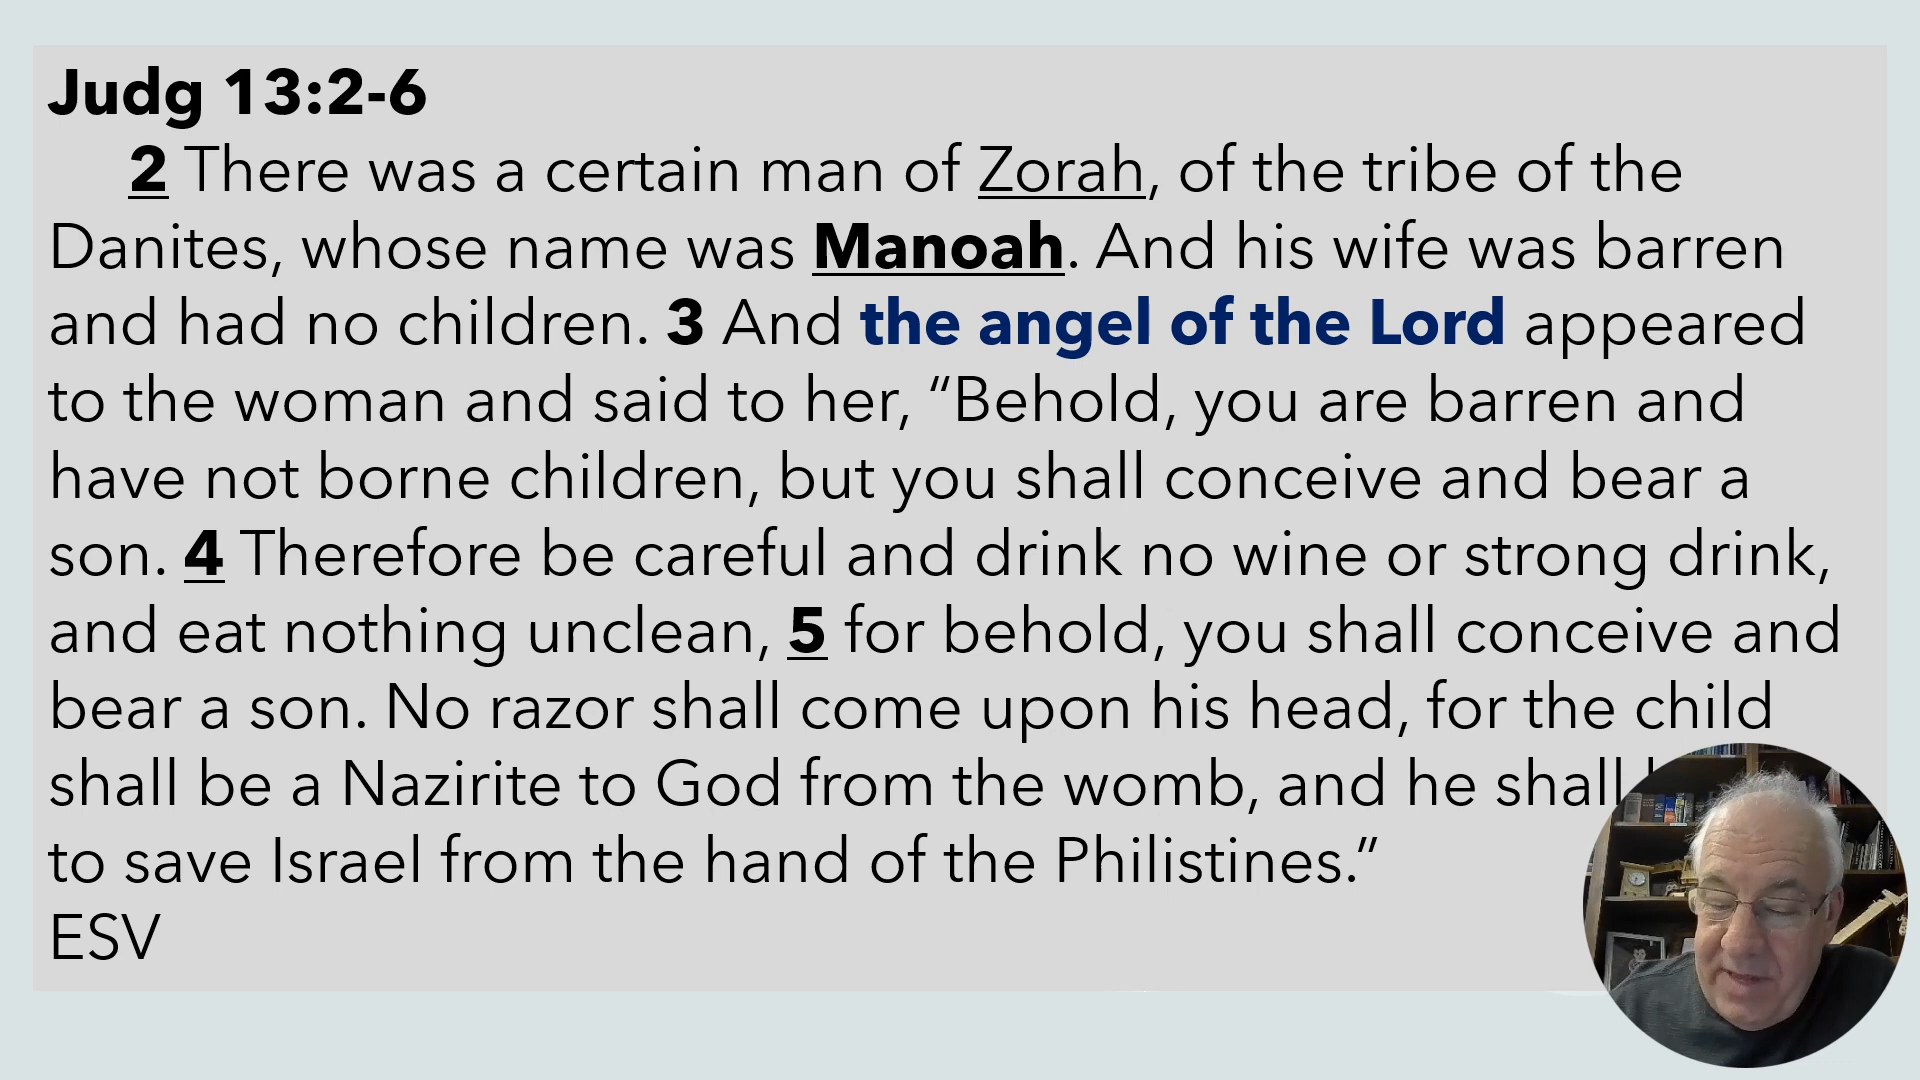 Judg 13:2-6
2 There was a certain man of Zorah, of the tribe of the
Danites, whose name was Manoah. And his wife was barren
and had no children. 3 And the angel of the Lord appeared
to the woman and said to her, “Behold, you are barren and
have not borne children, but you shall conceive and bear a
son. 4 Therefore be careful and drink no wine or strong drink,
and eat nothing unclean, 5 for behold, you shall conceive and
bear a son. No razor shall come upon his head, for the child
shall be a Nazirite to God from the womb, and he shall
to save Israel from the hand of the Philistines.”
ESV